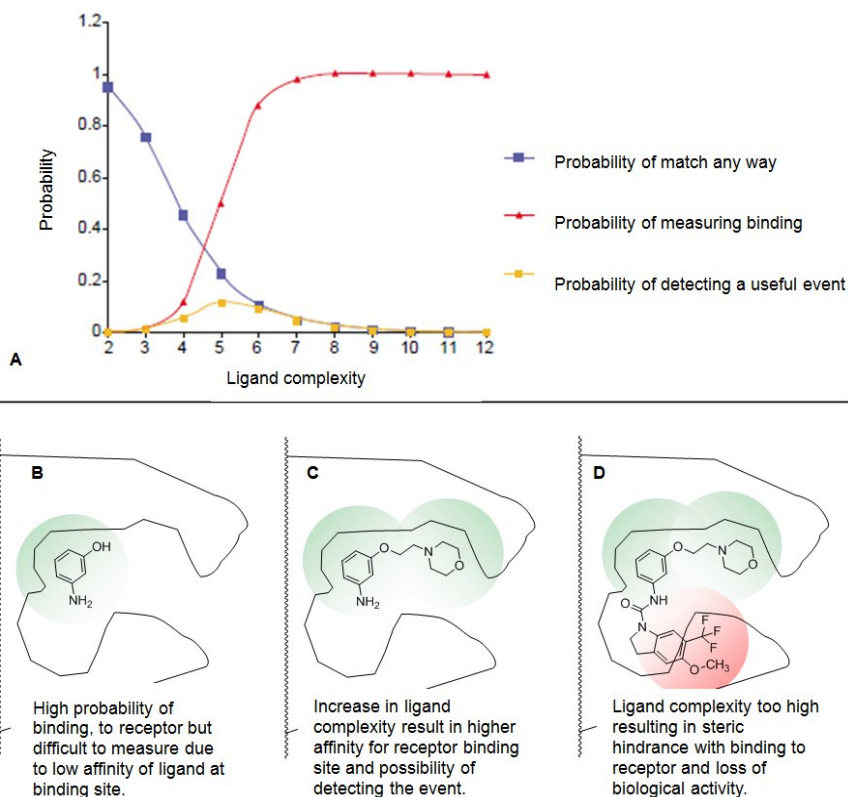 1.2
1
0.8
0.6
0.4
0.2
0
Probability
2 3 4 5 6 7 8 9 10 11 12
Ligand complexity
A
Probability of match any way
Probability of measuring binding
Probability of detecting a useful event
B
OH
NH2
High probability of
binding, to receptor but
difficult to measure due
to low affinity of ligand at
binding site.
C
O
N
O
NH2
Increase in ligand
complexity result in higher
affinity for receptor binding
site and possibility of
detecting the event.
D
O
N
O
NH
O
N
F
F
F
O-CH3
Ligand complexity too high
resulting in steric
hindrance with binding to
receptor and loss of
biological activity.